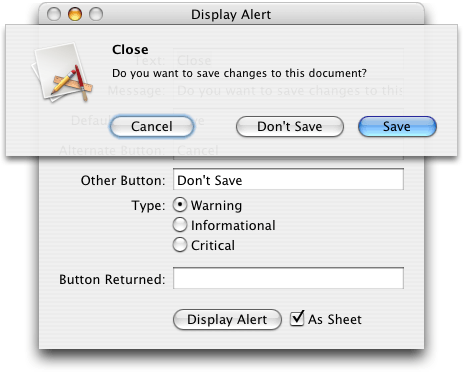 Display Alert
Close
Do you want to save changes to this document?
Text: Close
Message: Do you want to save changes to this
Cancel Don't Save Save
Alternate Button: Cancel
Other Button: Don't Save
Type: Warning
Informational
Critical
Button Returned:
Display Alert As Sheet